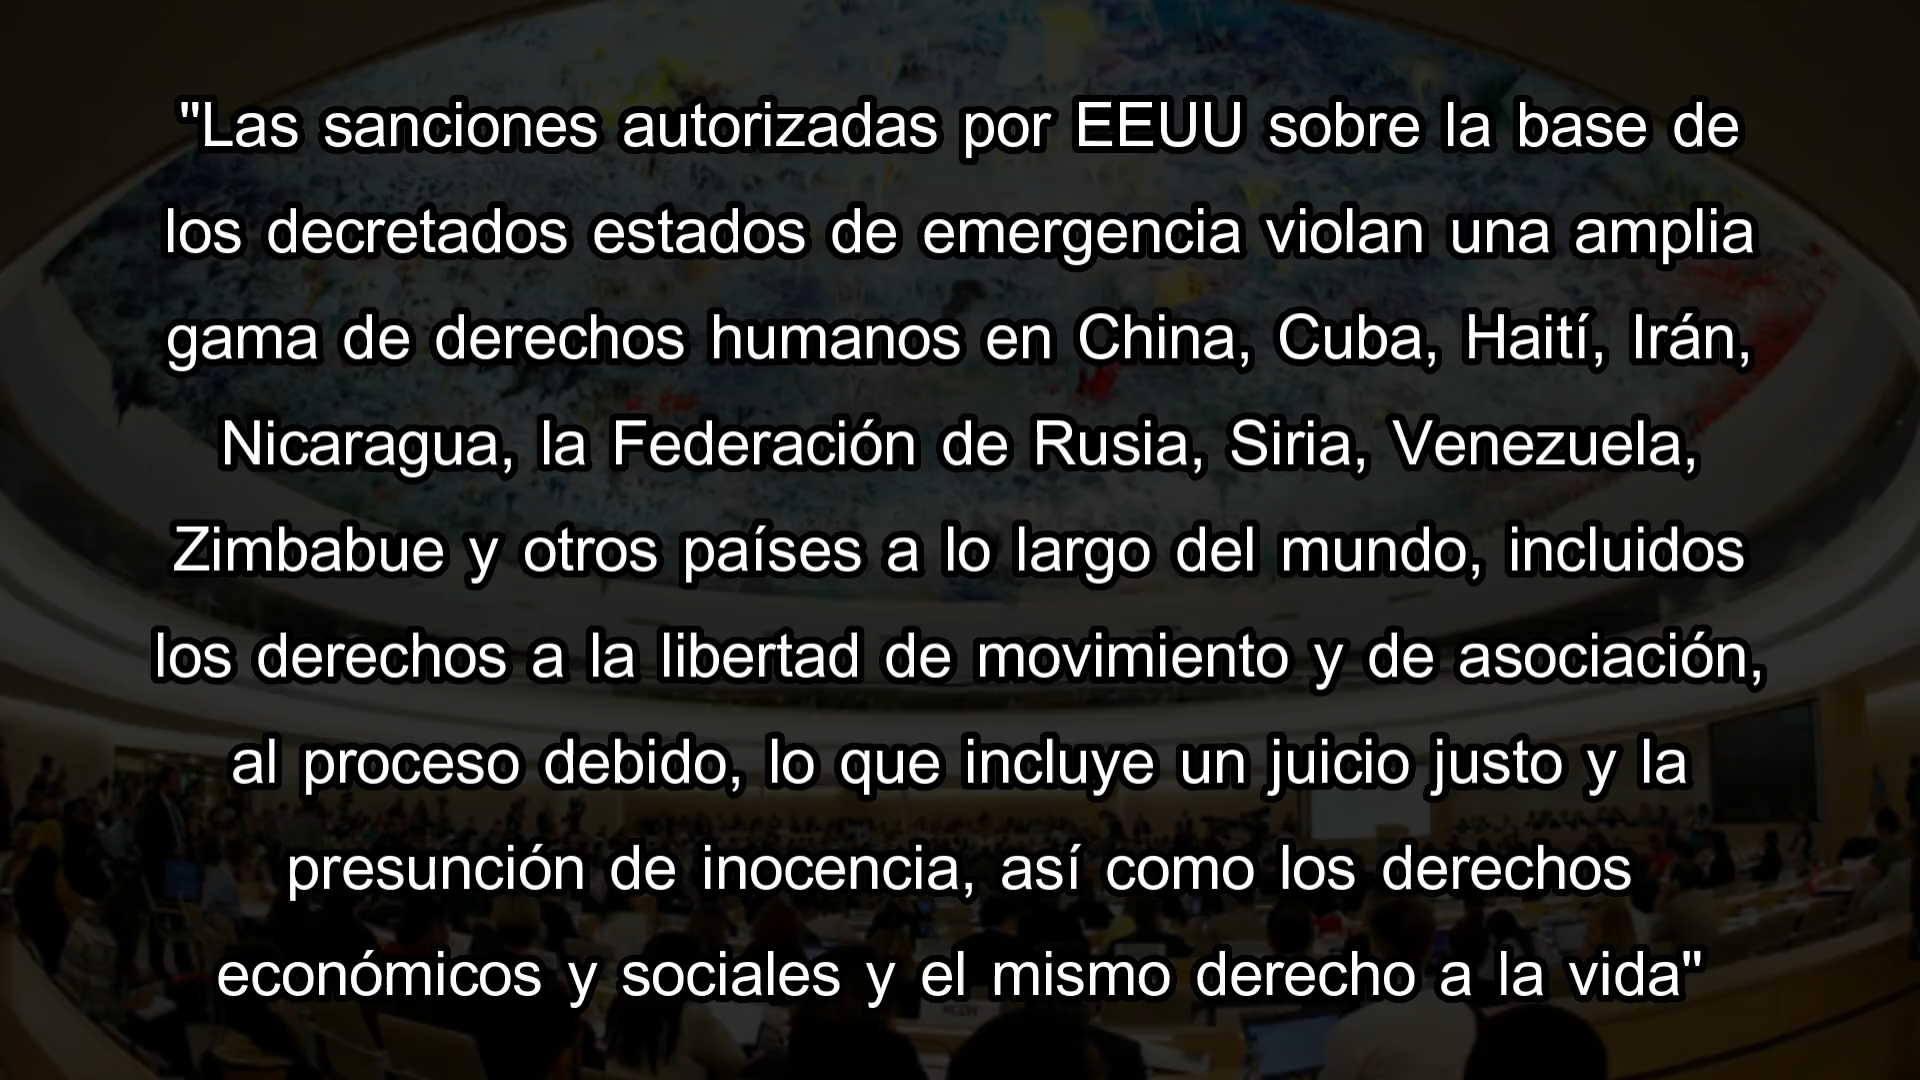 "Las sanciones autorizadas por EEUU sobre la base de
los decretados estados de emergencia violan una amplia
gama de derechos humanos en China, Cuba, Haití, Irán,
Nicaragua, la Federación de Rusia, Siria, Venezuela,
Zimbabue y otros países a lo largo del mundo, incluidos
los derechos a la libertad de movimiento y de asociación,
al proceso debido, lo que incluye un juicio justo y la
presunción de inocencia, así como los derechos
económicos y sociales y el mismo derecho a la vida"